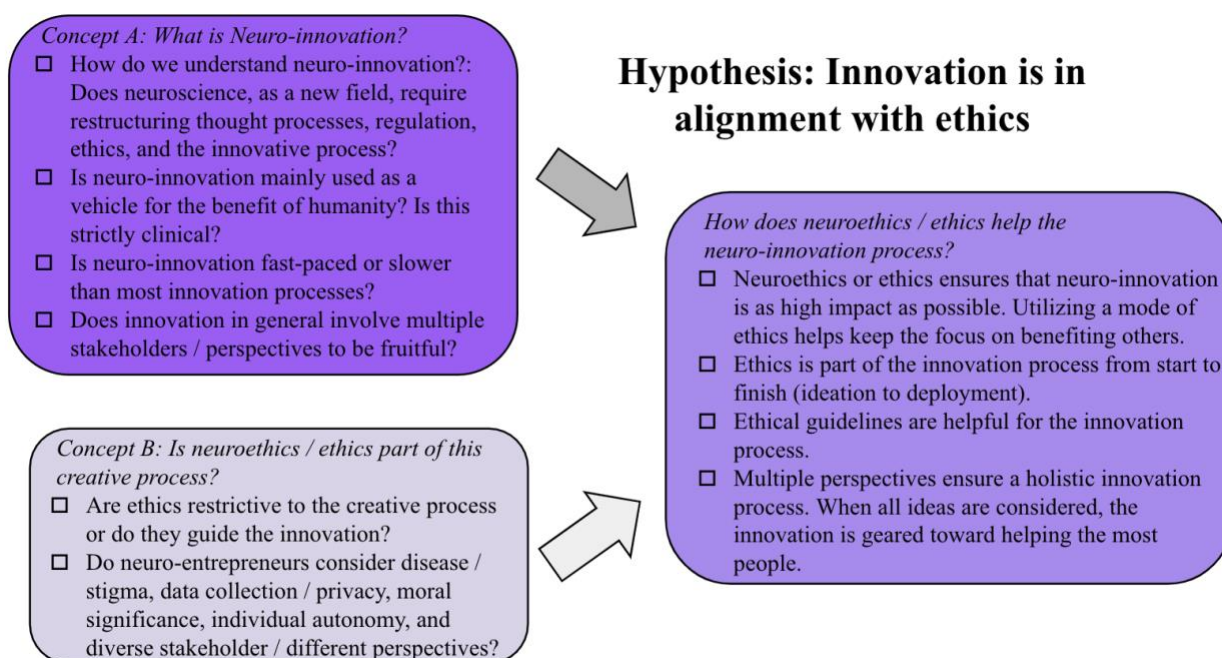 Concept A: What is Neuro-innovation?
☐ How do we understand neuro-innovation?:
Does neuroscience, as a new field, require
restructuring thought processes, regulation,
ethics, and the innovative process?
☐ Is neuro-innovation mainly used as a
vehicle for the benefit of humanity? Is this
strictly clinical?
☐ Is neuro-innovation fast-paced or slower
than most innovation processes?
☐ Does innovation in general involve multiple
stakeholders / perspectives to be fruitful?
Concept B: Is neuroethics / ethics part of this
creative process?
☐ Are ethics restrictive to the creative process
or do they guide the innovation?
☐ Do neuro-entrepreneurs consider disease /
stigma, data collection / privacy, moral
significance, individual autonomy, and
diverse stakeholder / different perspectives?
Hypothesis: Innovation is in
alignment with ethics
How does neuroethics / ethics help the
neuro-innovation process?
☐ Neuroethics or ethics ensures that neuro-innovation
is as high impact as possible. Utilizing a mode of
ethics helps keep the focus on benefiting others.
☐ Ethics is part of the innovation process from start to
finish (ideation to deployment).
☐ Ethical guidelines are helpful for the innovation
process.
☐ Multiple perspectives ensure a holistic innovation
process. When all ideas are considered, the
innovation is geared toward helping the most
people.